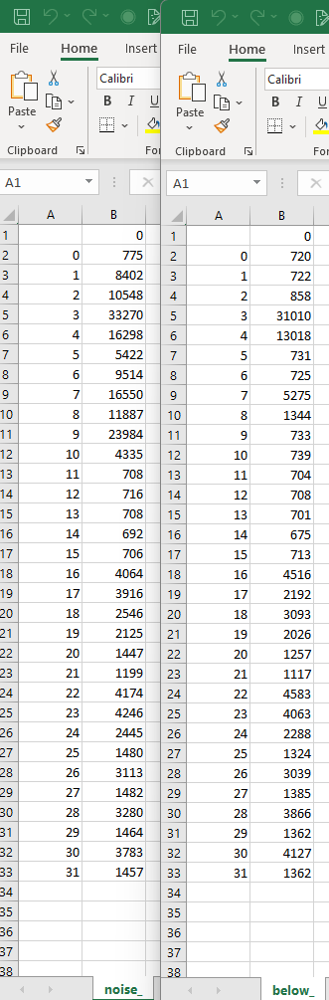 File Home Insert
Calibri
B I U
Paste
Clipboard
A1
A B
1 0
2 0 775
3 1 8402
4 2 10548
5 3 33270
6 4 16298
7 5 5422
8 6 9514
9 7 16550
10 8 11887
11 9 23984
12 10 4335
13 11 708
14 12 716
15 13 708
16 14 692
17 15 706
18 16 4064
19 17 3916
20 18 2546
21 19 2125
22 20 1447
23 21 1199
24 22 4174
25 23 4246
26 24 2445
27 25 1480
28 26 3113
29 27 1482
30 28 3280
31 29 1464
32 30 3783
33 31 1457
34
35
36
37
38
noise_
File Home Insert
Calibri
B I U
Paste
Clipboard
For
A1
A B
1 0
2 0 720
3 1 722
4 2 858
5 3 31010
6 4 13018
7 5 731
8 6 725
9 7 5275
10 8 1344
11 9 733
12 10 739
13 11 704
14 12 708
15 13 701
16 14 675
17 15 713
18 16 4516
19 17 2192
20 18 3093
21 19 2026
22 20 1257
23 21 1117
24 22 4583
25 23 4063
26 24 2288
27 25 1324
28 26 3039
29 27 1385
30 28 3866
31 29 1362
32 30 4127
33 31 1362
34
35
36
37
38
below_